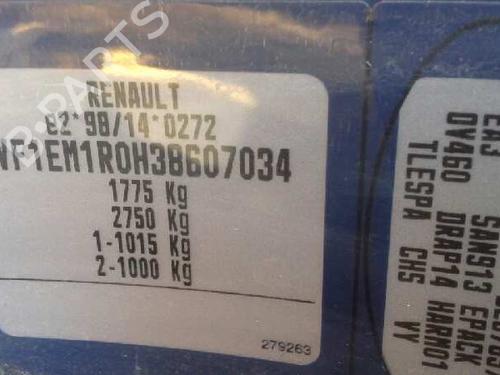 RENAULT
e2*98/14*0272
VF1EM1R0H38607034
1775 Kg
2750 Kg
1-1015 Kg
2-1000 Kg
279263
EA3
DV460 SAN913 EPACK
TLESPA DRAP14 HARM01
CHS VY
B-PARTS